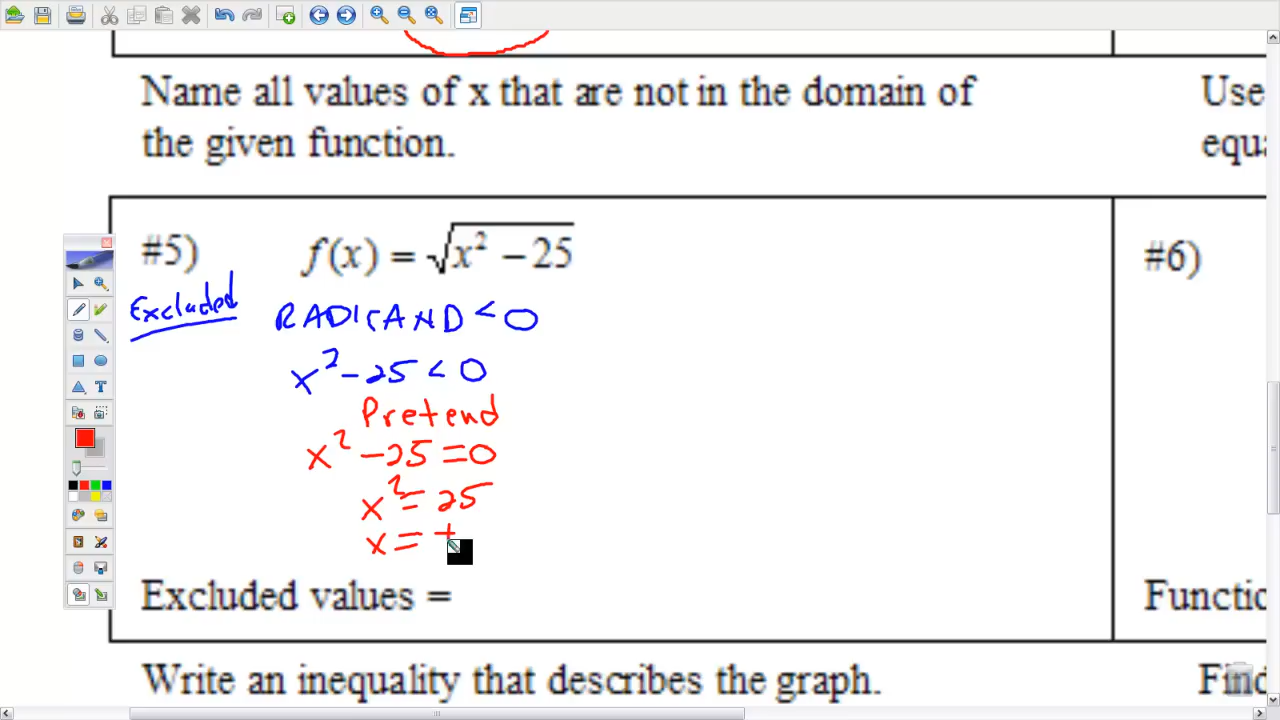 Name all values of x that are not in the domain of
the given function.
Use
equa
#5) f(x) = √x² − 25
#6)
Excluded RADICAND < 0
x² − 25 < 0
Pretend
x² − 25 = 0
x² = 25
x = +
Excluded values =
Functio
Write an inequality that describes the graph.
Find